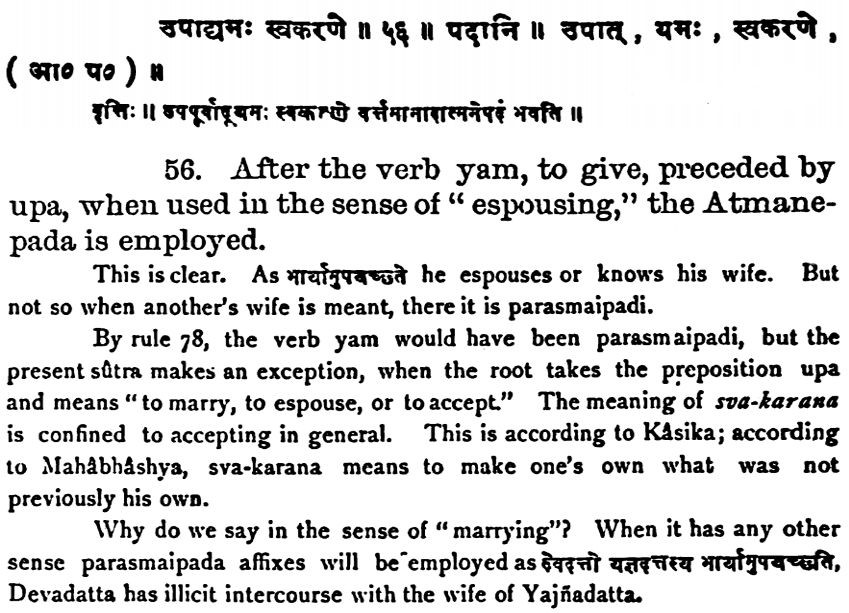 उपाद्यमः स्वकरणे ॥ ५६ ॥ पदानि ॥ उपात् , यमः , स्वकरणे ,
( आ० प० ) ॥
वृत्तिः ॥ उपपूर्वाद्यमः स्वकरणे वर्त्तमानादात्मनेपदं भवति ॥
56. After the verb yam, to give, preceded by
upa, when used in the sense of “ espousing,” the Atmane-
pada is employed.
This is clear. As भार्यामुपयच्छते he espouses or knows his wife. But
not so when another's wife is meant, there it is parasmaipadi.
By rule 78, the verb yam would have been parasmaipadi, but the
present sûtra makes an exception, when the root takes the preposition upa
and means “to marry, to espouse, or to accept.” The meaning of sva-karana
is confined to accepting in general. This is according to Kâsika; according
to Mahâbhâshya, sva-karana means to make one's own what was not
previously his own.
Why do we say in the sense of “marrying”? When it has any other
sense parasmaipada affixes will be employed as देवदत्तो यज्ञदत्तस्य भार्यामुपयच्छति,
Devadatta has illicit intercourse with the wife of Yajñadatta.